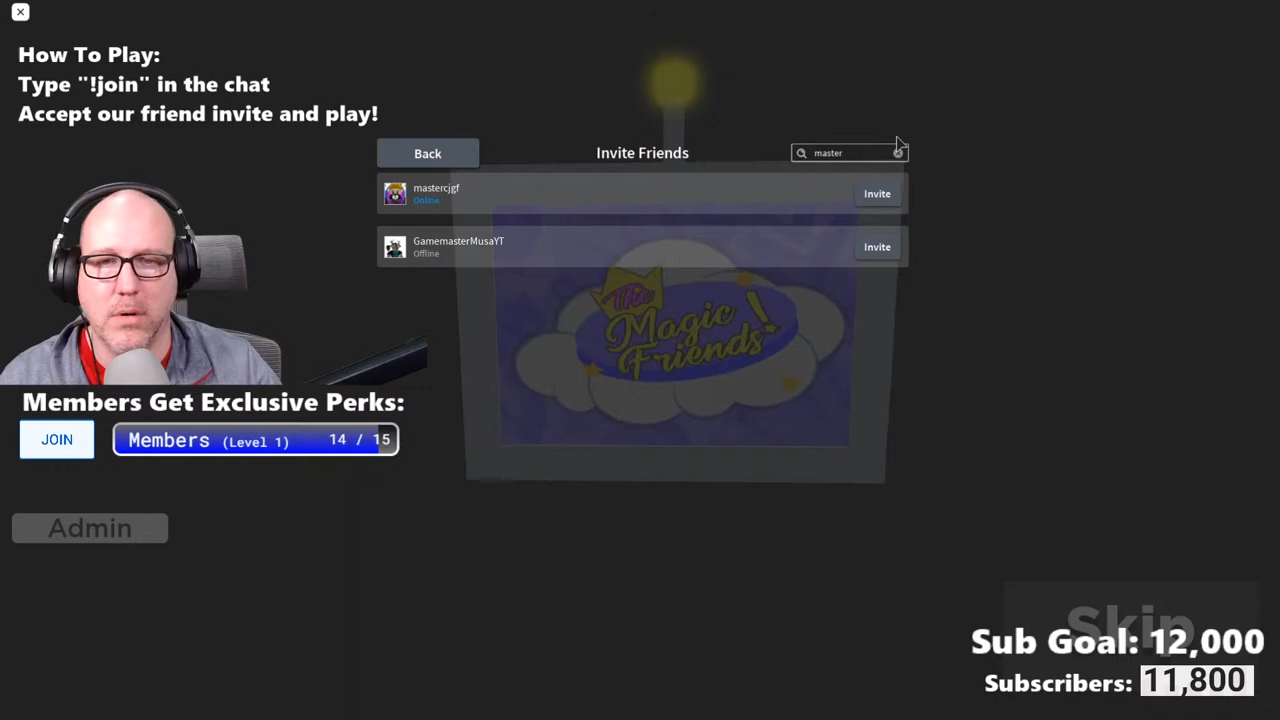 How To Play:
Type "!join" in the chat
Accept our friend invite and play!
Back
Invite Friends
master
mastercjgf
Online
Invite
GamemasterMusaYT
Offline
Invite
The
Magic
Friends!
Members Get Exclusive Perks:
JOIN
Members (Level 1) 14 / 15
Admin
Skip
Sub Goal: 12,000
Subscribers: 11,800